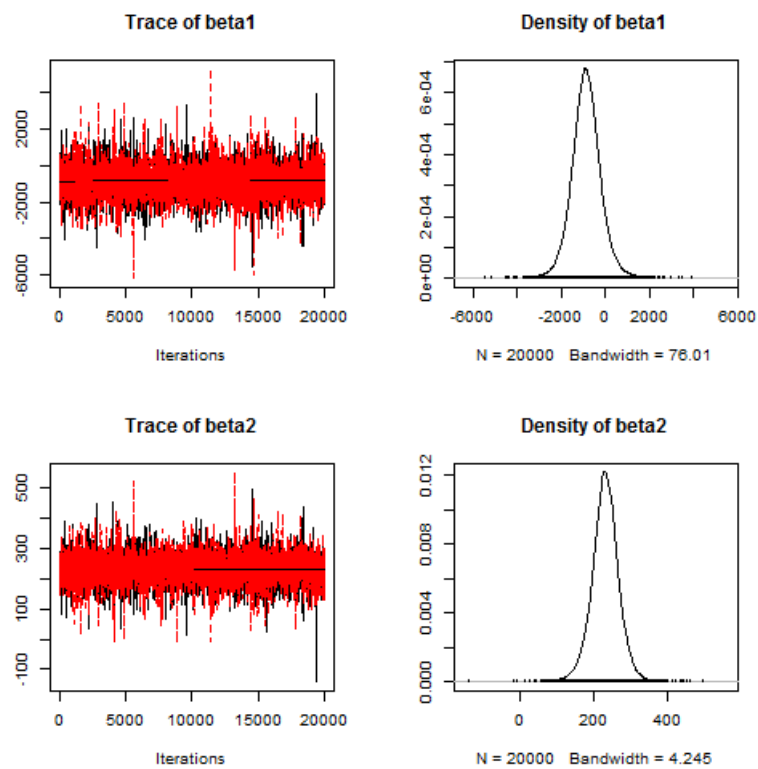 Trace of beta1
Density of beta1
2000
-2000
-6000
0 5000 10000 15000 20000
Iterations
6e-04
4e-04
2e-04
0e+00
-6000 -2000 0 2000 6000
N = 20000 Bandwidth = 76.01
Trace of beta2
Density of beta2
500
300
100
-100
0 5000 10000 15000 20000
Iterations
0.012
0.008
0.004
0.000
0 200 400
N = 20000 Bandwidth = 4.245